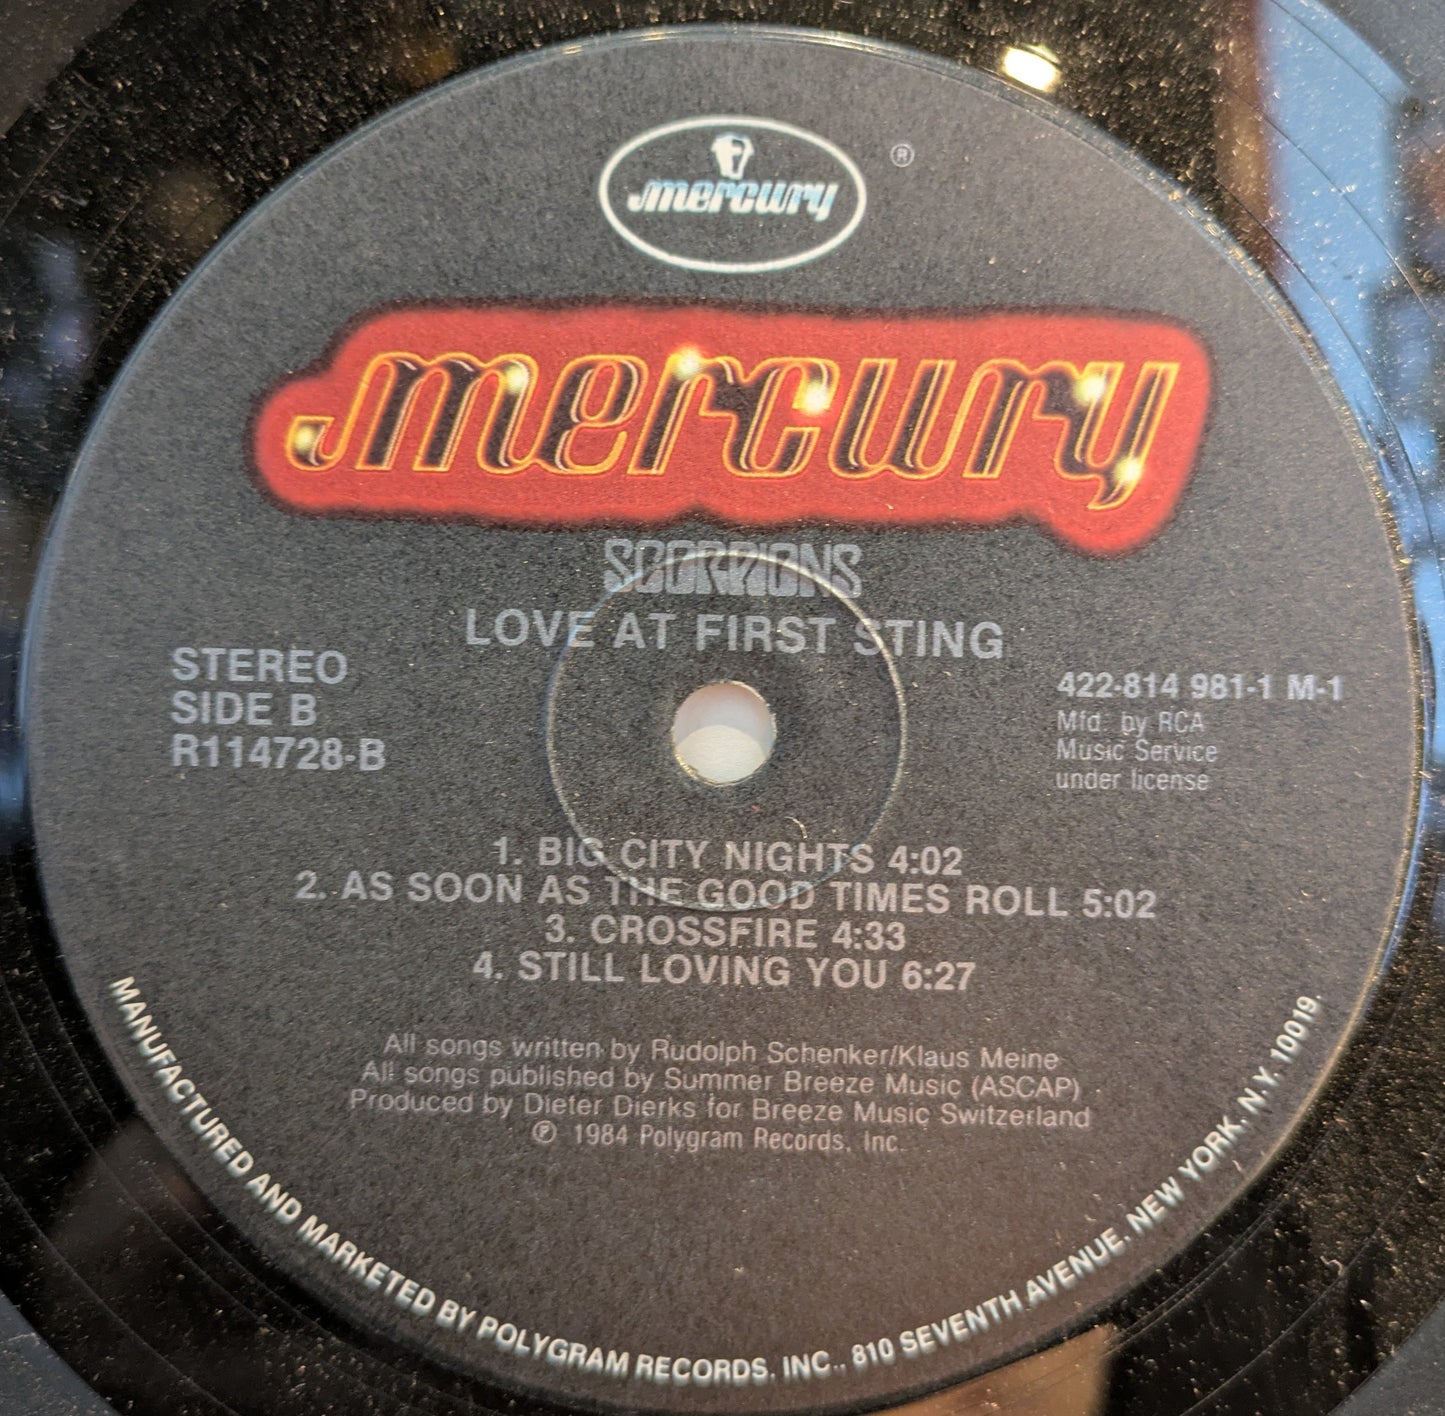 mercury ®
mercury
SCORPIONS
LOVE AT FIRST STING
STEREO
SIDE B
R114728-B
422-814 981-1 M-1
Mfd. by RCA
Music Service
under license
1. BIG CITY NIGHTS 4:02
2. AS SOON AS THE GOOD TIMES ROLL 5:02
3. CROSSFIRE 4:33
4. STILL LOVING YOU 6:27
All songs written by Rudolph Schenker/Klaus Meine
All songs published by Summer Breeze Music (ASCAP)
Produced by Dieter Dierks for Breeze Music Switzerland
℗ 1984 Polygram Records, Inc.
MANUFACTURED AND MARKETED BY POLYGRAM RECORDS, INC., 810 SEVENTH AVENUE, NEW YORK, N.Y. 10019.